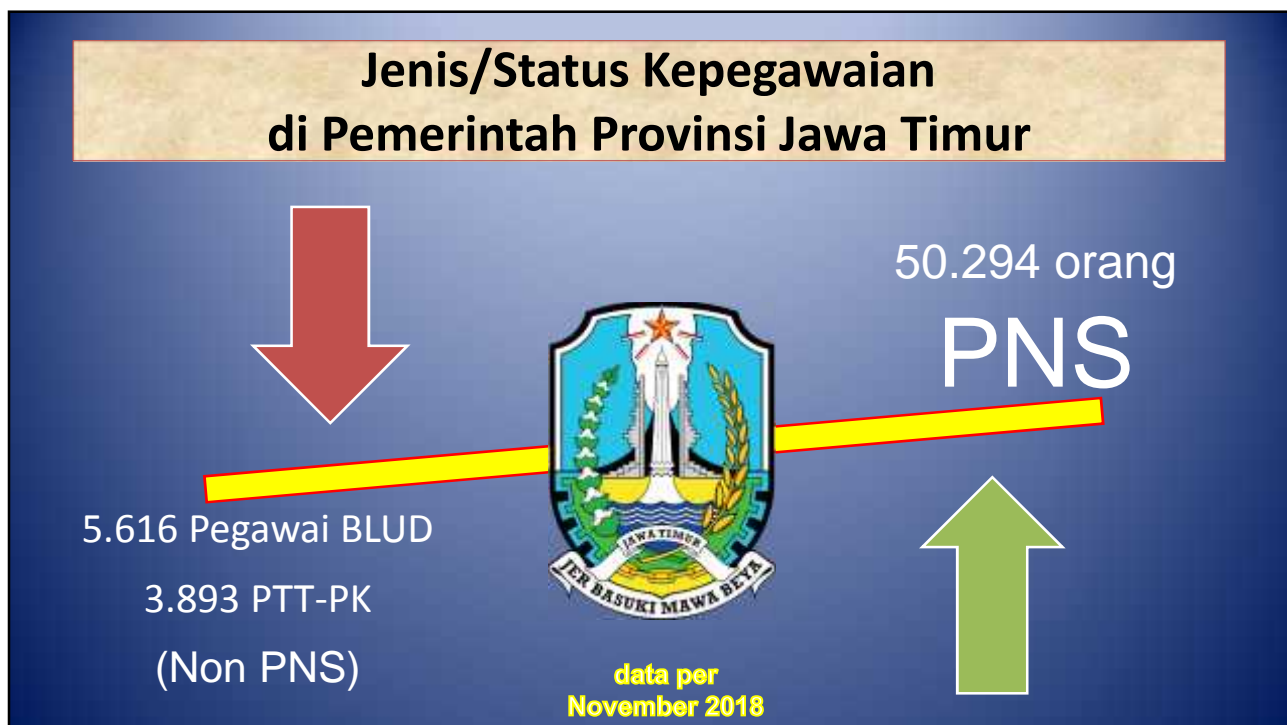 Jenis/Status Kepegawaian
di Pemerintah Provinsi Jawa Timur
50.294 orang
PNS
5.616 Pegawai BLUD
3.893 PTT-PK
(Non PNS)
JAWA TIMUR
JER BASUKI MAWA BEYA
data per
November 2018